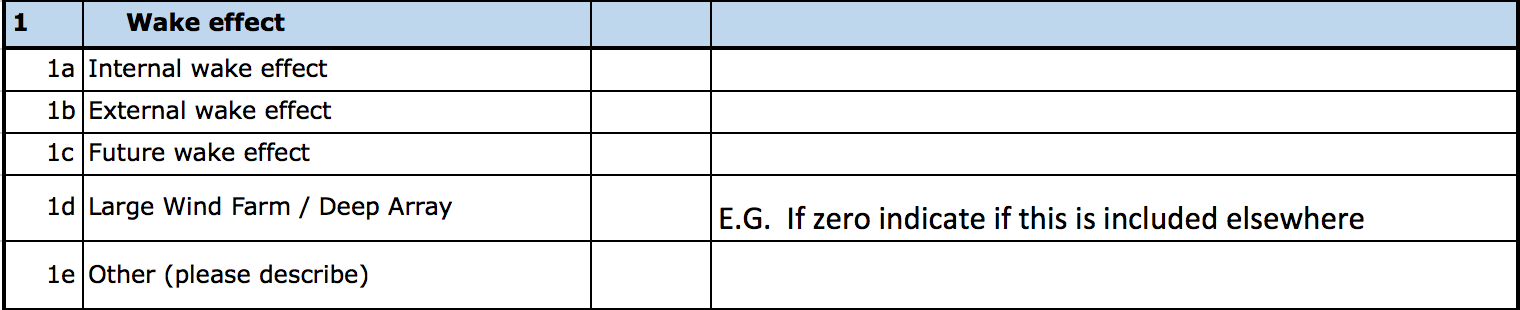 1 Wake effect
1a Internal wake effect
1b External wake effect
1c Future wake effect
1d Large Wind Farm / Deep Array E.G.  If zero indicate if this is included elsewhere
1e Other (please describe)